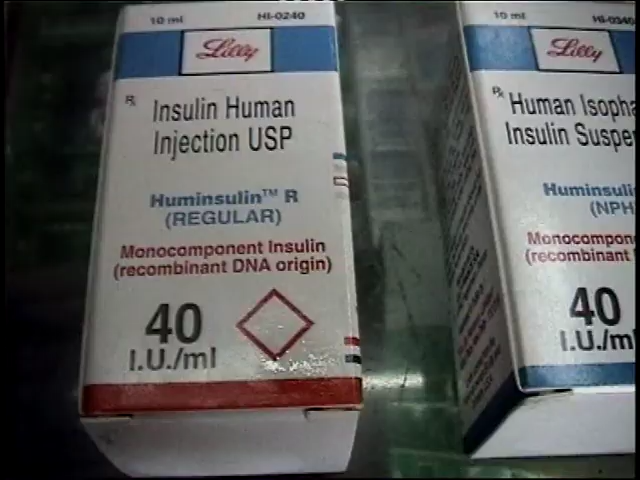 10 ml HI-0240
Lilly
Rx Insulin Human
Injection USP
Huminsulin™ R
(REGULAR)
Monocomponent Insulin
(recombinant DNA origin)
40
I.U./ml
10 ml
Lilly
Rx Human Isopha
Insulin Suspe
Huminsuli
(NPH
Monocompone
(recombinant
40
I.U./ml